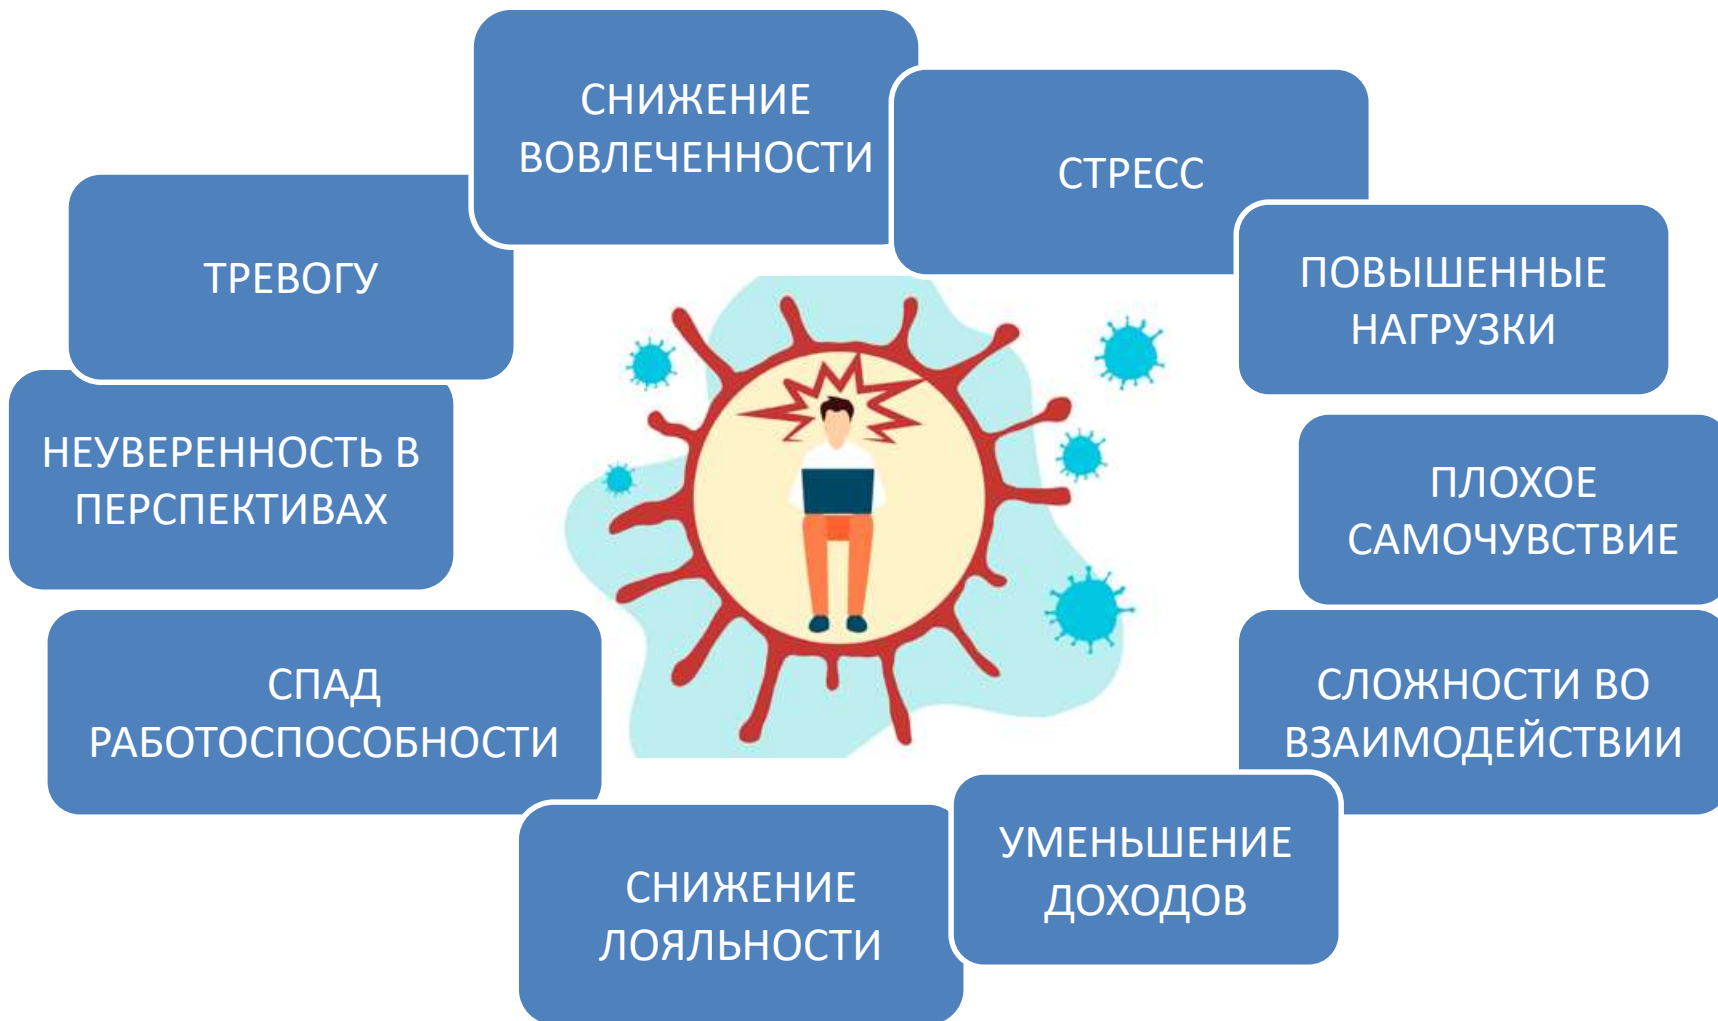 СНИЖЕНИЕ
ВОВЛЕЧЕННОСТИ
СТРЕСС
ПОВЫШЕННЫЕ
НАГРУЗКИ
ПЛОХОЕ
САМОЧУВСТВИЕ
СЛОЖНОСТИ ВО
ВЗАИМОДЕЙСТВИИ
УМЕНЬШЕНИЕ
ДОХОДОВ
СНИЖЕНИЕ
ЛОЯЛЬНОСТИ
СПАД
РАБОТОСПОСОБНОСТИ
НЕУВЕРЕННОСТЬ В
ПЕРСПЕКТИВАХ
ТРЕВОГУ